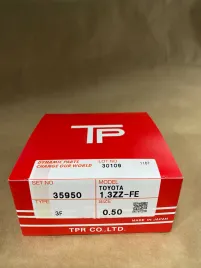 TP
DYNAMIC PARTS LOT NO
CHANGE OUR WORLD 30109
SET NO MODEL
35950 TOYOTA
1.3ZZ-FE
TYPE SIZE
3F 0.50
MADE IN JAPAN
TPR CO.,LTD.